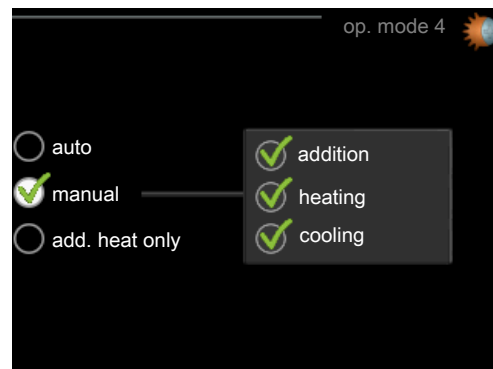 op. mode 4
auto
manual
add. heat only
addition
heating
cooling